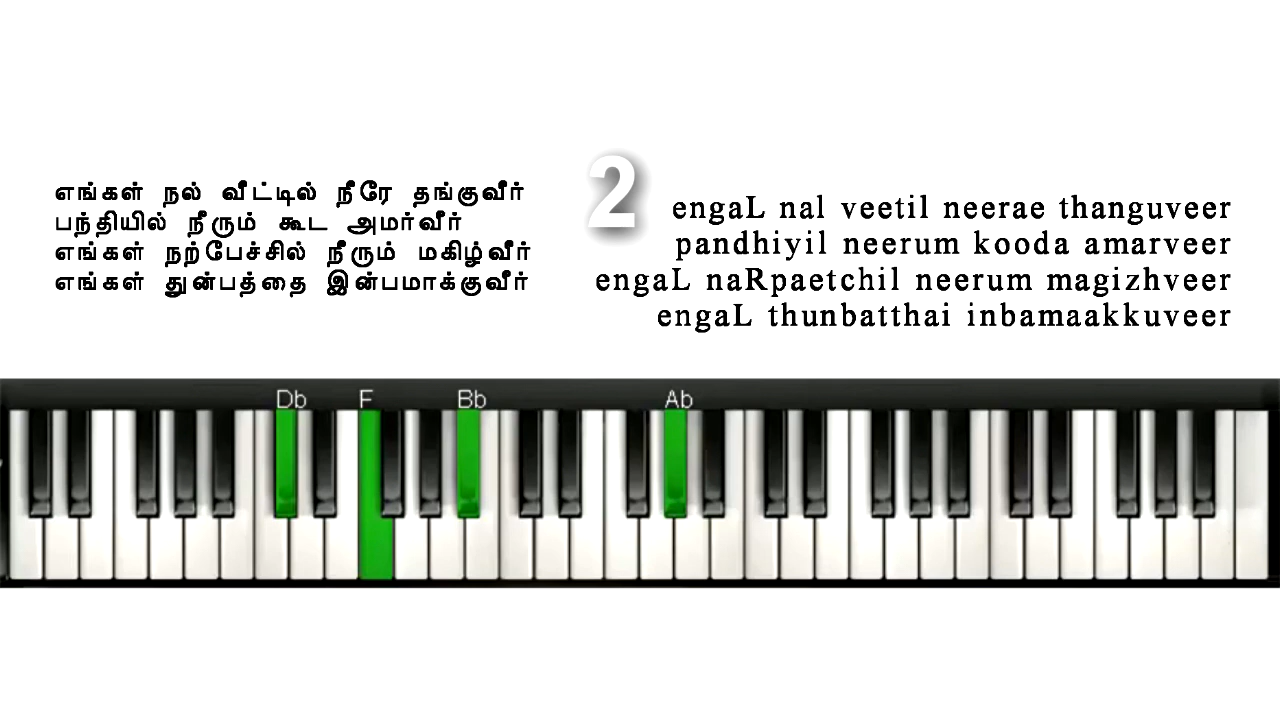 எங்கள் நல் வீட்டில் நீரே தங்குவீர்
பந்தியில் நீரும் கூட அமர்வீர்
எங்கள் நற்பேச்சில் நீரும் மகிழ்வீர்
எங்கள் துன்பத்தை இன்பமாக்குவீர்
2
engaL nal veetil neerae thanguveer
pandhiyil neerum kooda amarveer
engaL naRpaetchil neerum magizhveer
engaL thunbatthai inbamaakkuveer
Db F Bb Ab